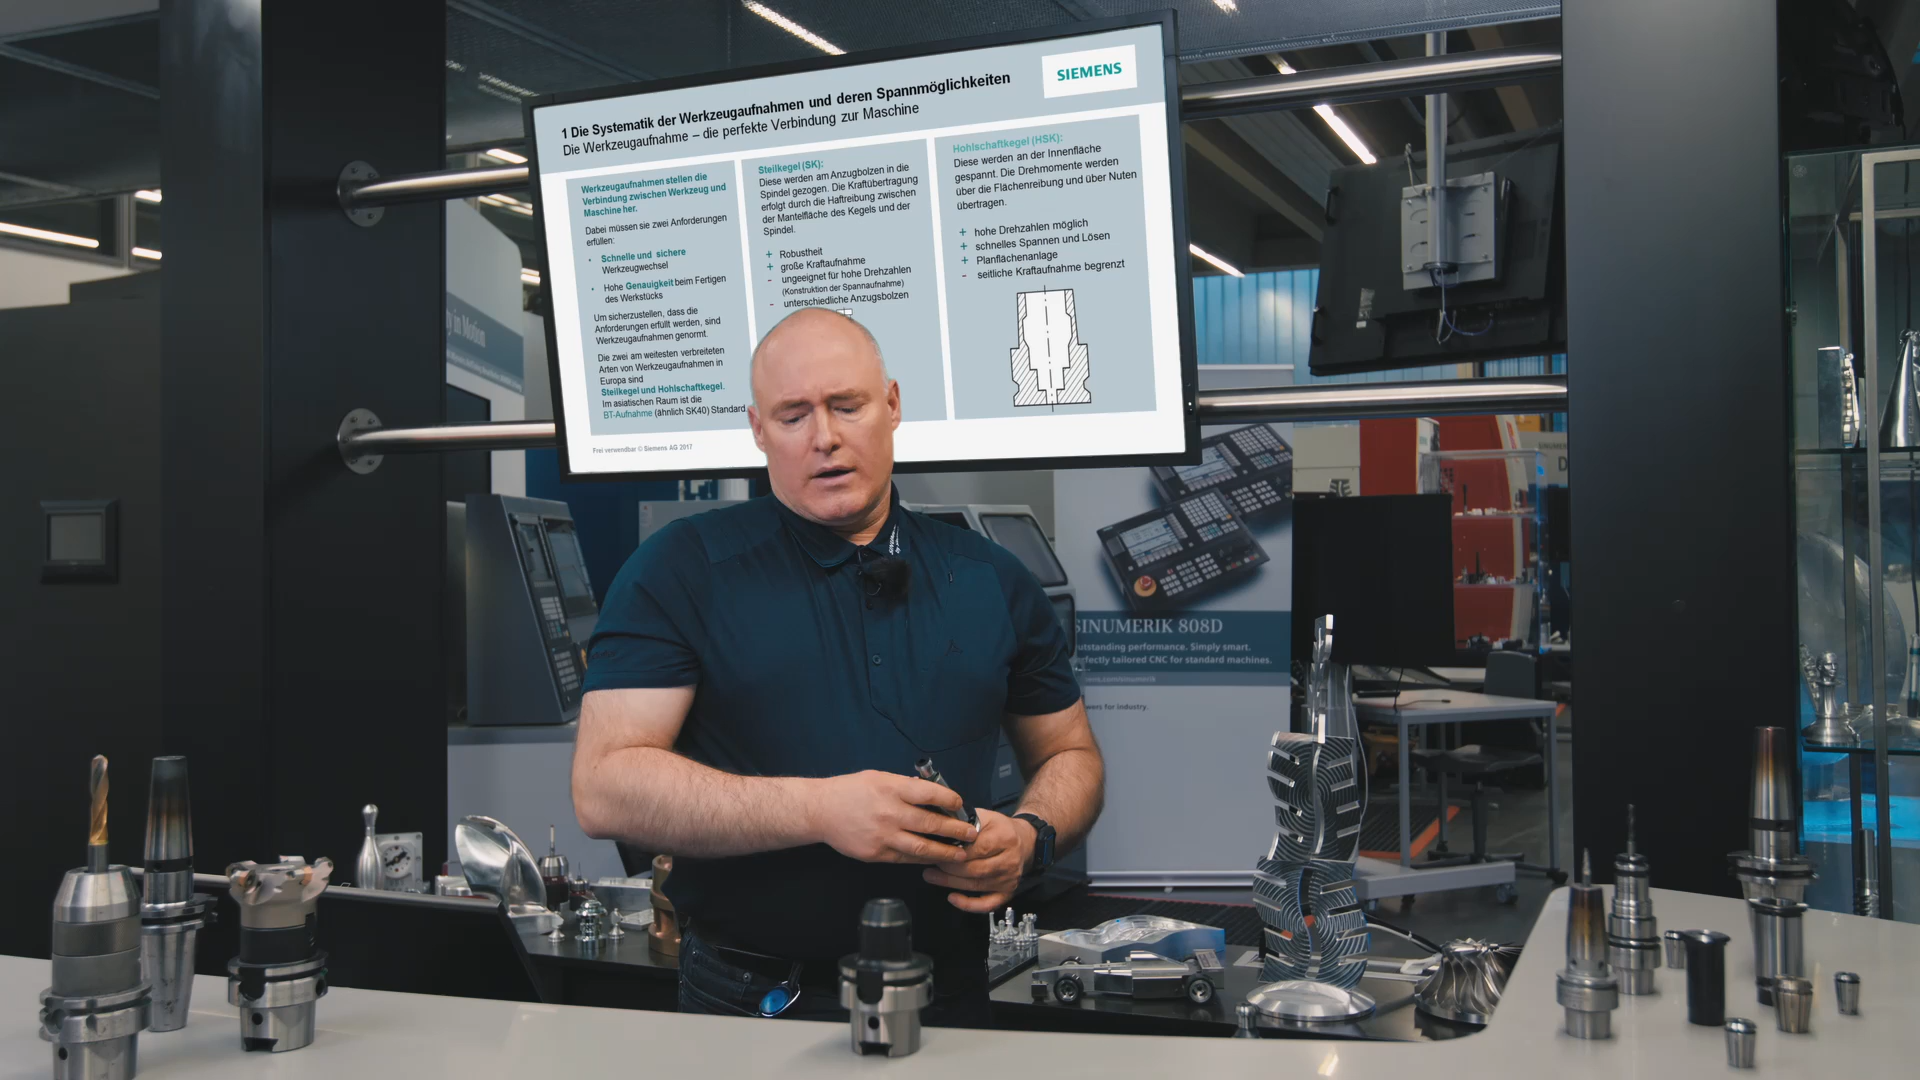 SIEMENS
1 Die Systematik der Werkzeugaufnahmen und deren Spannmöglichkeiten
Die Werkzeugaufnahme – die perfekte Verbindung zur Maschine
Werkzeugaufnahmen stellen die
Verbindung zwischen Werkzeug und
Maschine her.
Dabei müssen sie zwei Anforderungen
erfüllen:
• Schnelle und sichere
Werkzeugwechsel
• Hohe Genauigkeit beim Fertigen
des Werkstücks
Um sicherzustellen, dass die
Anforderungen erfüllt werden, sind
Werkzeugaufnahmen genormt.
Die zwei am weitesten verbreiteten
Arten von Werkzeugaufnahmen in
Europa sind
Steilkegel und Hohlschaftkegel.
Im asiatischen Raum ist die
BT-Aufnahme (ähnlich SK40) Standard
Frei verwendbar © Siemens AG 2017
Steilkegel (SK):
Diese werden am Anzugbolzen in die
Spindel gezogen. Die Kraftübertragung
erfolgt durch die Haftreibung zwischen
der Mantelfläche des Kegels und der
Spindel.
+ Robustheit
+ große Kraftaufnahme
- ungeeignet für hohe Drehzahlen
(Konstruktion der Spannaufnahme)
- unterschiedliche Anzugsbolzen
Hohlschaftkegel (HSK):
Diese werden an der Innenfläche
gespannt. Die Drehmomente werden
über die Flächenreibung und über Nuten
übertragen.
+ hohe Drehzahlen möglich
+ schnelles Spannen und Lösen
+ Planflächenanlage
- seitliche Kraftaufnahme begrenzt
y in Motion
SINUMERIK 808D
utstanding performance. Simply smart.
rfectly tailored CNC for standard machines.
wers for industry.